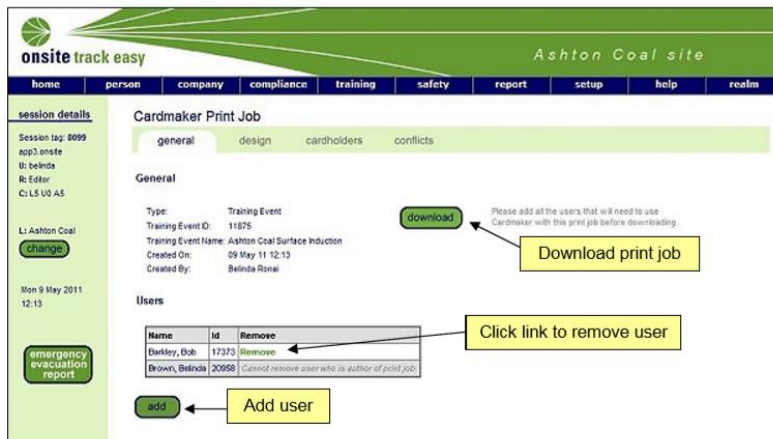 onsite track easy
Ashton Coal site
home person company compliance training safety report setup help realm
session details
Session tag: 8099
app3.onsite
U: belinda
R: Editor
C: L5 U0 A5
L: Ashton Coal
change
Mon 9 May 2011
12:13
emergency
evacuation
report
Cardmaker Print Job
general design cardholders conflicts
General
Type: Training Event
Training Event ID: 11875
Training Event Name: Ashton Coal Surface Induction
Created On: 09 May 11 12:13
Created By: Belinda Ronai
download
Please add all the users that will need to use
Cardmaker with this print job before downloading.
Download print job
Users
Name Id Remove
Barkley, Bob 17373 Remove
Brown, Belinda 20958 Cannot remove user who is author of print job.
Click link to remove user
add
Add user